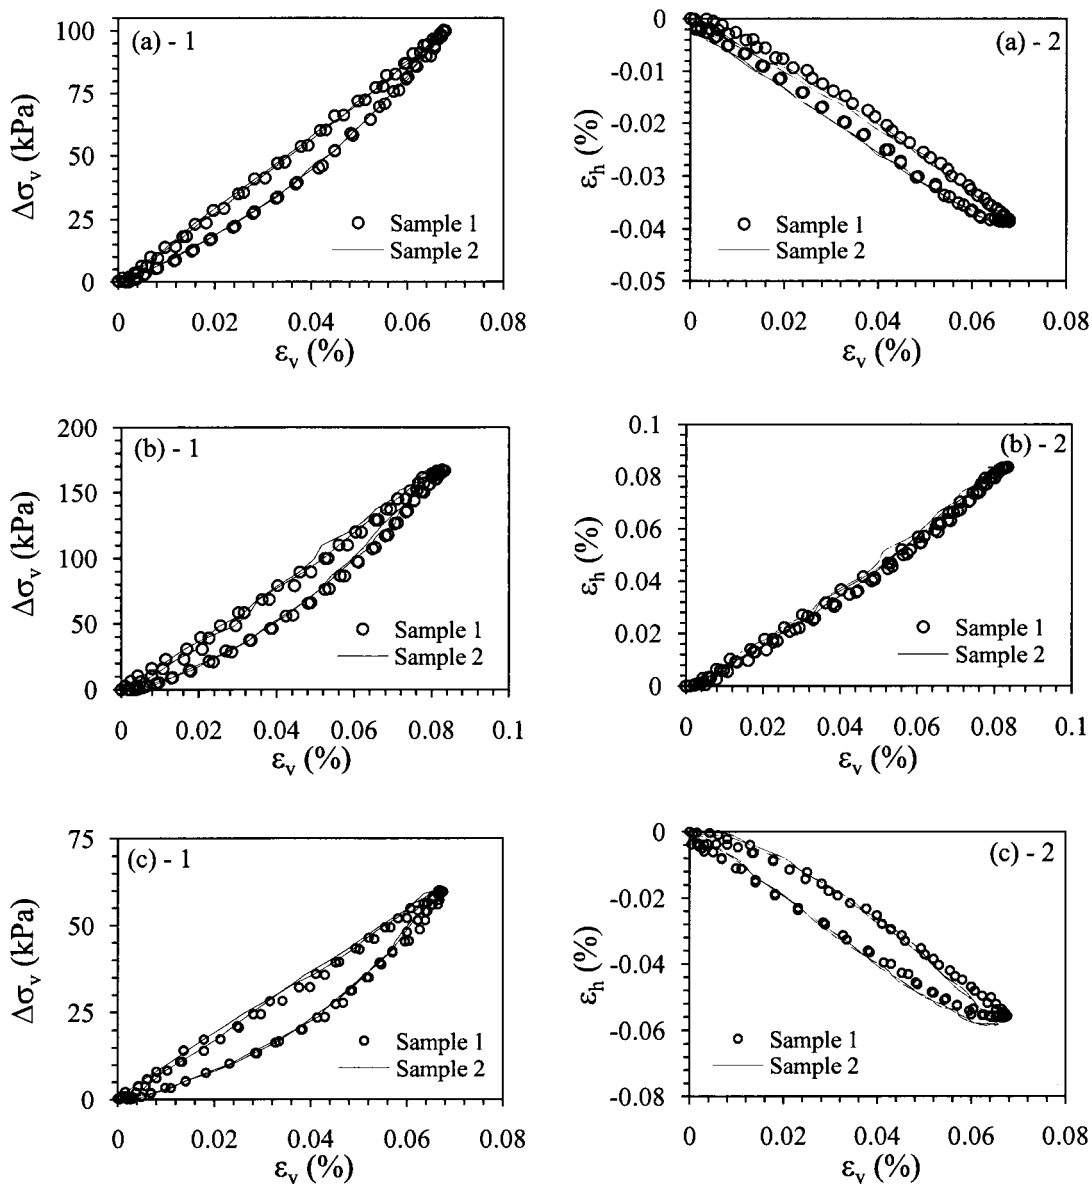 (a) - 1
Δσv (kPa)
100
75
50
25
0
Sample 1
Sample 2
0 0.02 0.04 0.06 0.08
εv (%)
(a) - 2
εh (%)
0
-0.01
-0.02
-0.03
-0.04
-0.05
Sample 1
Sample 2
0 0.02 0.04 0.06 0.08
εv (%)
(b) - 1
Δσv (kPa)
200
150
100
50
0
Sample 1
Sample 2
0 0.02 0.04 0.06 0.08 0.1
εv (%)
(b) - 2
εh (%)
0.1
0.08
0.06
0.04
0.02
0
Sample 1
Sample 2
0 0.02 0.04 0.06 0.08 0.1
εv (%)
(c) - 1
Δσv (kPa)
75
50
25
0
Sample 1
Sample 2
0 0.02 0.04 0.06 0.08
εv (%)
(c) - 2
εh (%)
0
-0.02
-0.04
-0.06
-0.08
Sample 1
Sample 2
0 0.02 0.04 0.06 0.08
εv (%)